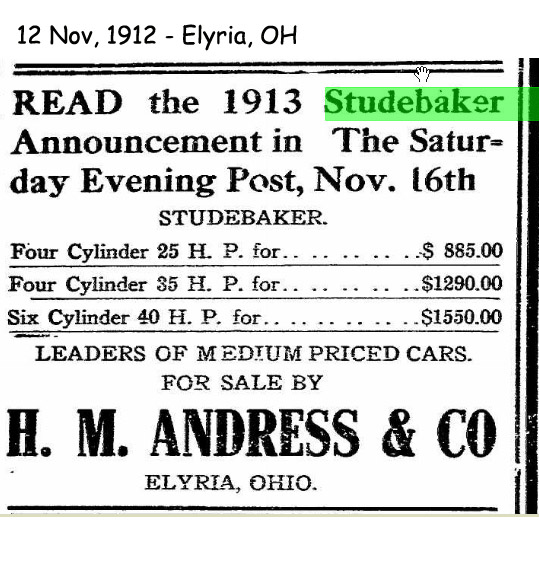 12 Nov, 1912 - Elyria, OH
READ the 1913 Studebaker
Announcement in The Satur-
day Evening Post, Nov. 16th
STUDEBAKER.
Four Cylinder 25 H. P. for.. .. .. .. .. .$ 885.00
Four Cylinder 35 H. P. for.. .. .. .. .. ..$1290.00
Six Cylinder 40 H. P. for.. .. .. .. .. .. ..$1550.00
LEADERS OF MEDIUM PRICED CARS.
FOR SALE BY
H. M. ANDRESS & CO
ELYRIA, OHIO.